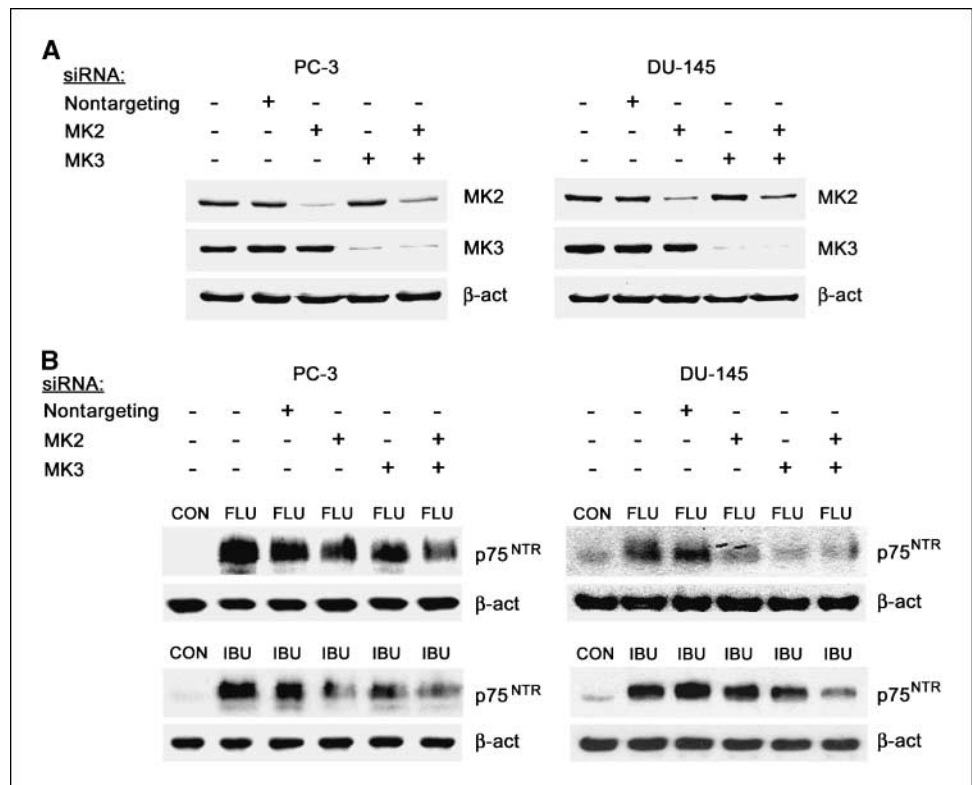 A
siRNA:
PC-3
DU-145
Nontargeting - + - - - - + - - -
MK2 - - + - + - - + - +
MK3 - - - + + - - - + +
MK2 MK2
MK3 MK3
β-act β-act
B
siRNA:
PC-3
DU-145
Nontargeting - - + - - - - - + - - -
MK2 - - - + - + - - - + - +
MK3 - - - - + + - - - - + +
CON FLU FLU FLU FLU FLU CON FLU FLU FLU FLU FLU
p75NTR p75NTR
β-act β-act
CON IBU IBU IBU IBU IBU CON IBU IBU IBU IBU IBU
p75NTR p75NTR
β-act β-act